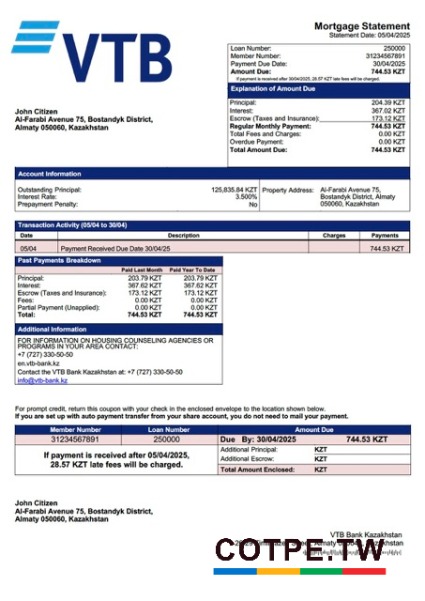 VTB
Mortgage Statement
Statement Date: 05/04/2025
Loan Number: 250000
Member Number: 31234567891
Payment Due Date: 30/04/2025
Amount Due: 744.53 KZT
If payment is received after 30/04/2025, 28.57 KZT late fees will be charged.
Explanation of Amount Due
Principal: 204.39 KZT
Interest: 367.02 KZT
Escrow (Taxes and Insurance): 173.12 KZT
Regular Monthly Payment: 744.53 KZT
Total Fees and Charges: 0.00 KZT
Overdue Payment: 0.00 KZT
Total Amount Due: 744.53 KZT
John Citizen
Al-Farabi Avenue 75, Bostandyk District,
Almaty 050060, Kazakhstan
Account Information
Outstanding Principal: 125,835.84 KZT
Interest Rate: 3.500%
Prepayment Penalty: No
Property Address: Al-Farabi Avenue 75,
Bostandyk District, Almaty
050060, Kazakhstan
Transaction Activity (05/04 to 30/04)
Date Description Charges Payments
05/04 Payment Received Due Date 30/04/25 744.53 KZT
Past Payments Breakdown
Paid Last Month Paid Year To Date
Principal: 203.79 KZT 203.79 KZT
Interest: 367.62 KZT 367.62 KZT
Escrow (Taxes and Insurance): 173.12 KZT 173.12 KZT
Fees: 0.00 KZT 0.00 KZT
Partial Payment (Unapplied): 0.00 KZT 0.00 KZT
Total: 744.53 KZT 744.53 KZT
Additional Information
FOR INFORMATION ON HOUSING COUNSELING AGENCIES OR
PROGRAMS IN YOUR AREA CONTACT:
+7 (727) 330-50-50
en.vtb-bank.kz
Contact the VTB Bank Kazakhstan at: +7 (727) 330-50-50
info@vtb-bank.kz
For prompt credit, return this coupon with your check in the enclosed envelope to the location shown below.
If you are set up with auto payment transfer from your share account, you do not need to mail your payment.
Member Number Loan Number Amount Due
31234567891 250000 Due By: 30/04/2025 744.53 KZT
If payment is received after 05/04/2025,
28.57 KZT late fees will be charged.
Additional Principal: KZT
Additional Escrow: KZT
Total Amount Enclosed: KZT
John Citizen
Al-Farabi Avenue 75, Bostandyk District,
Almaty 050060, Kazakhstan
VTB Bank Kazakhstan
COTPE.TW